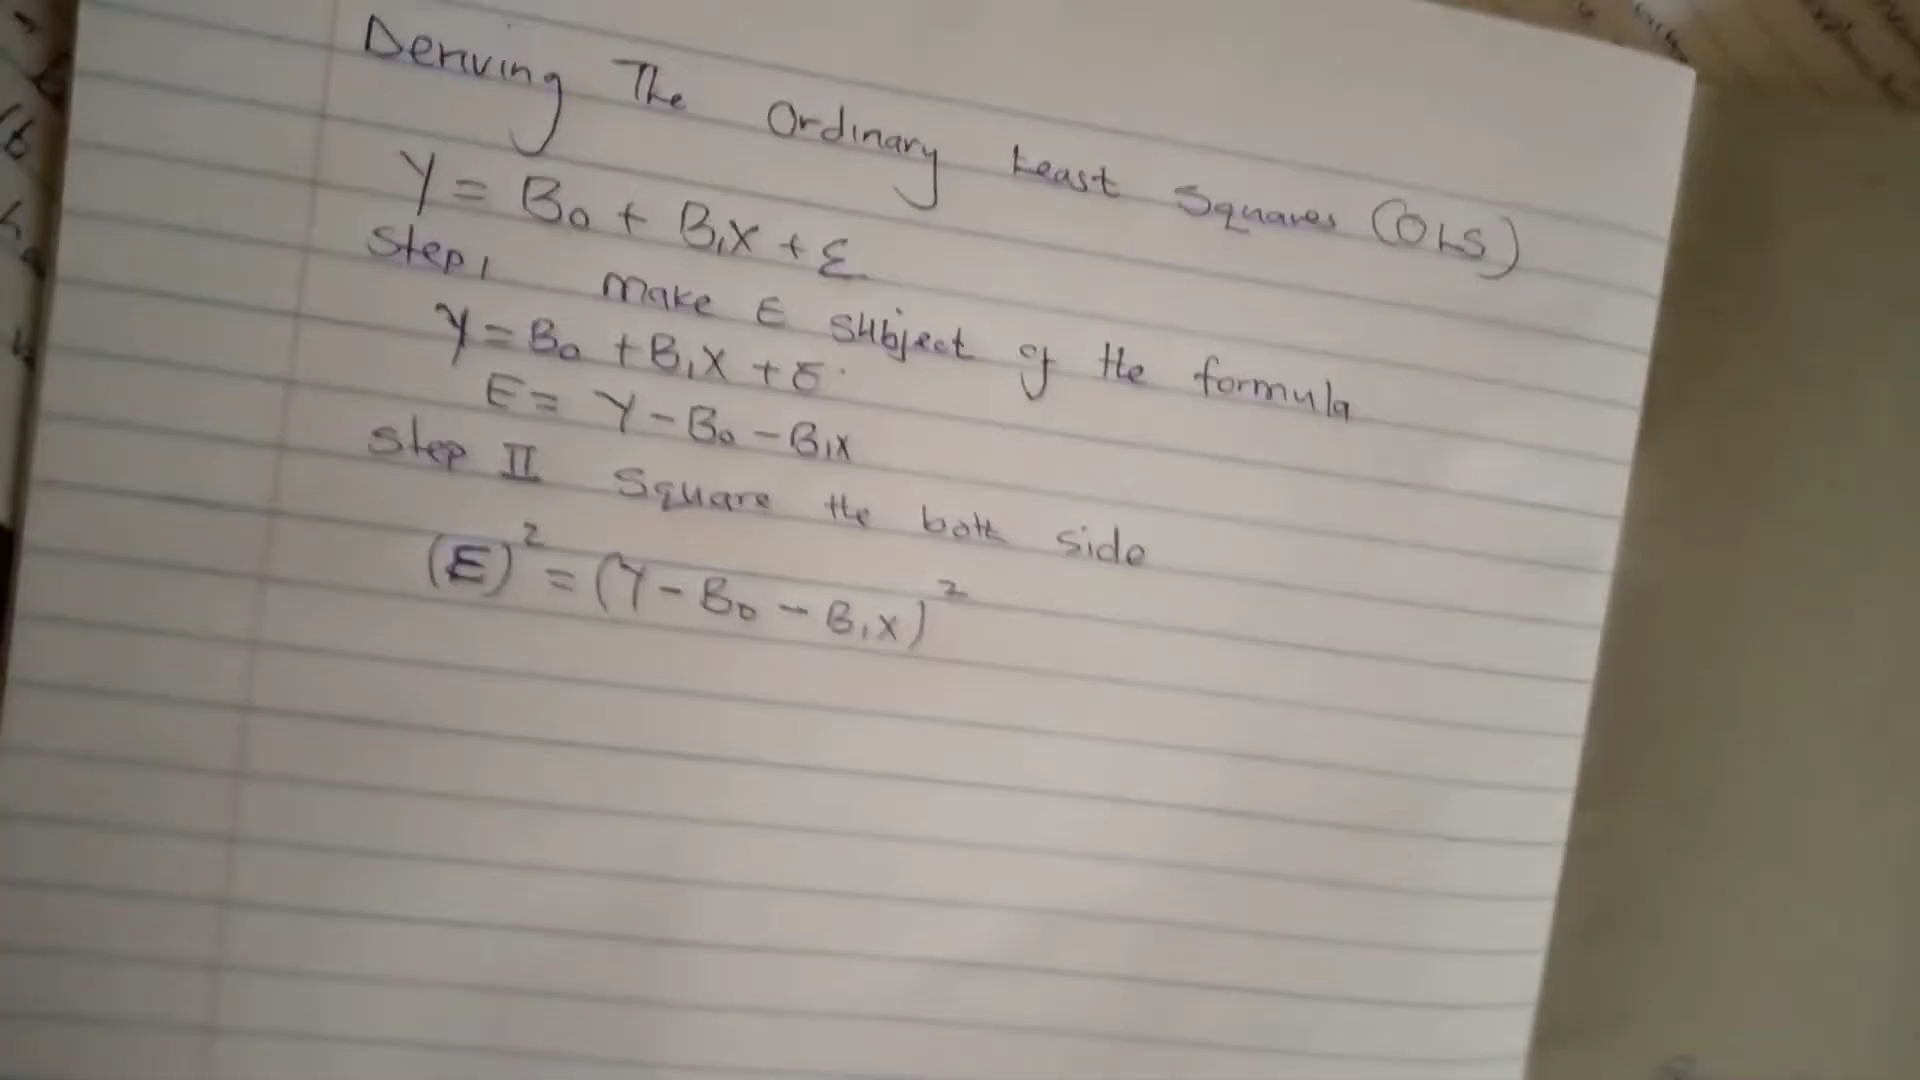 Deriving The Ordinary Least Squares (OLS)
Y = B₀ + B₁X + ε
Step 1 make ε subject of the formula
Y = B₀ + B₁X + ε
ε = Y - B₀ - B₁X
Step II Square the both side
(ε)² = (Y - B₀ - B₁X)²